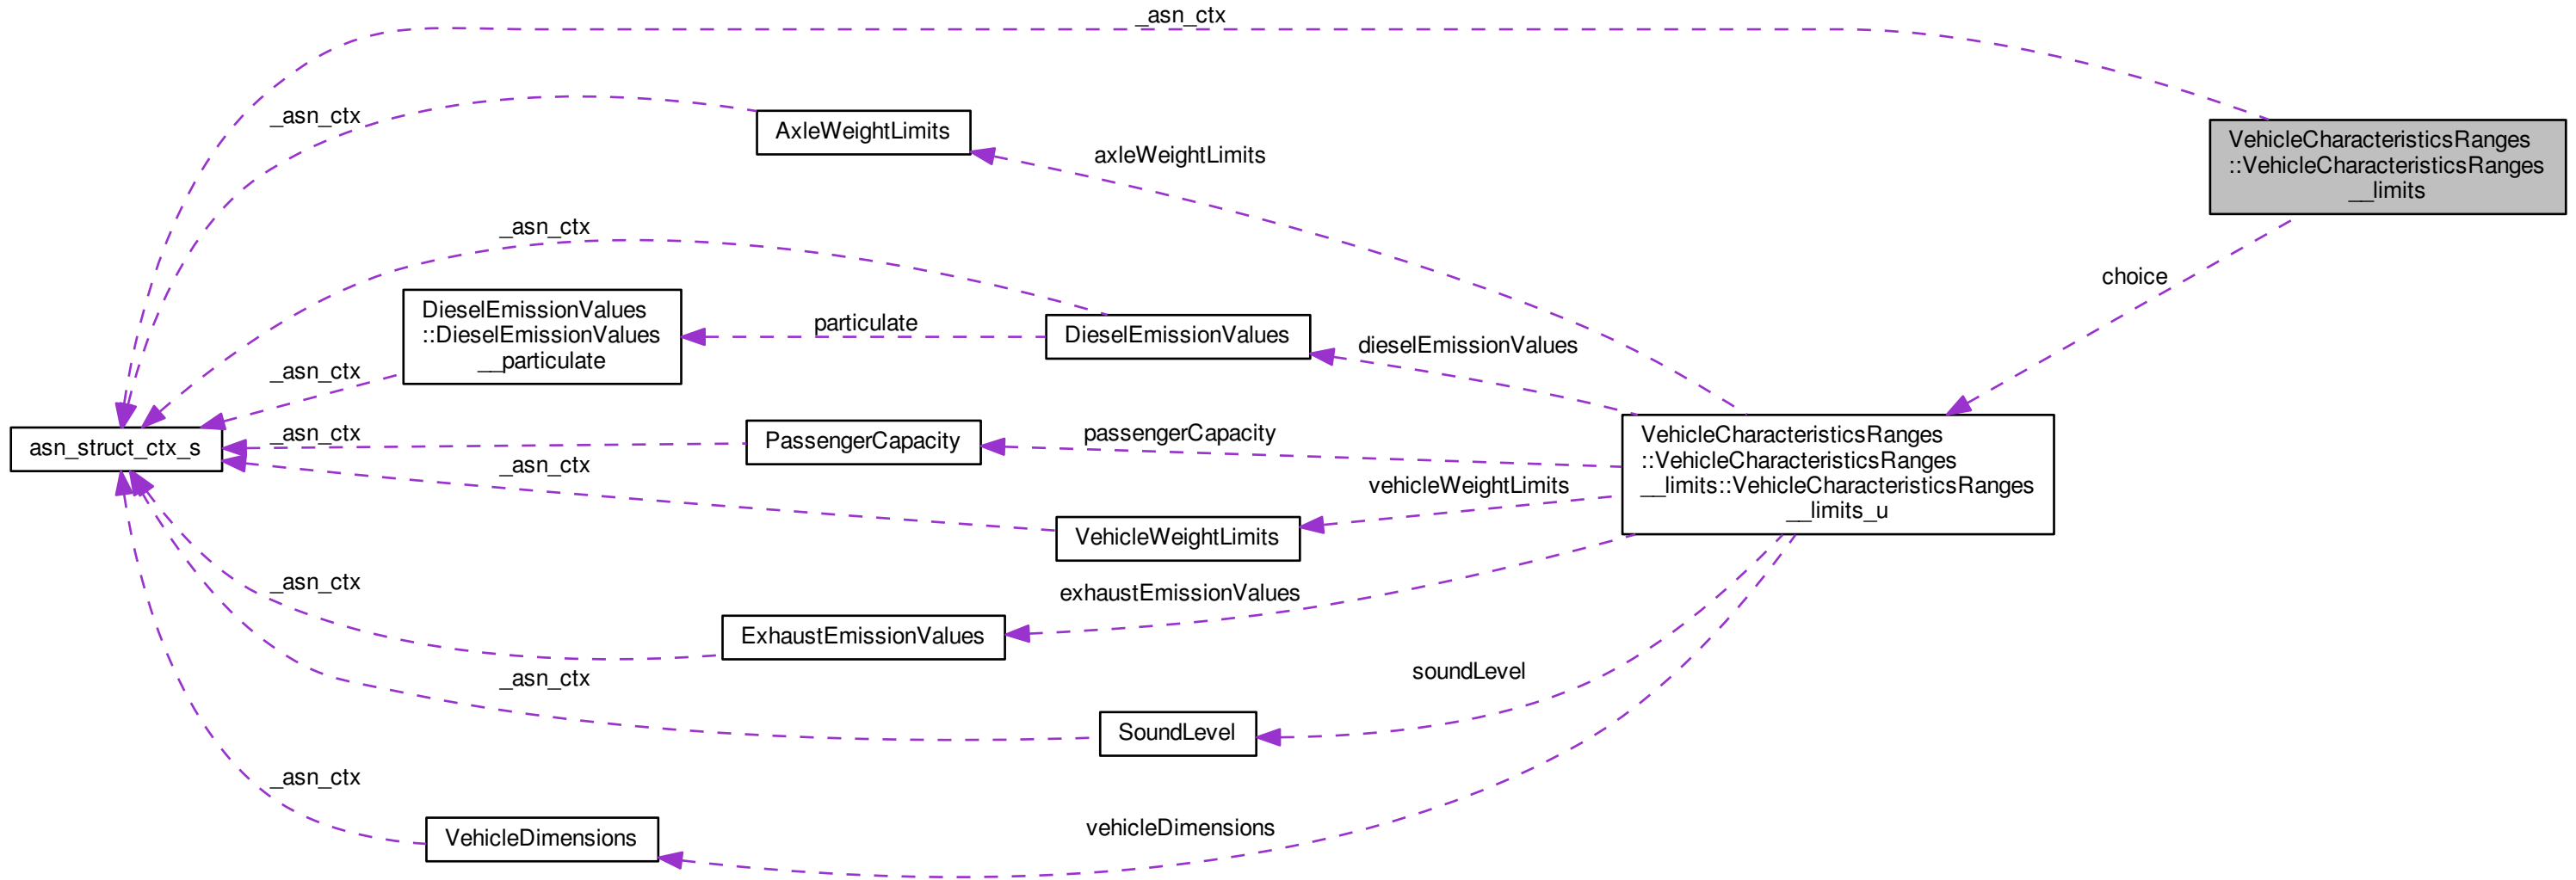 _asn_ctx
_asn_ctx
AxleWeightLimits
axleWeightLimits
VehicleCharacteristicsRanges
::VehicleCharacteristicsRanges
__limits
_asn_ctx
choice
DieselEmissionValues
::DieselEmissionValues
__particulate
particulate
DieselEmissionValues
dieselEmissionValues
_asn_ctx
asn_struct_ctx_s
_asn_ctx
PassengerCapacity
passengerCapacity
VehicleCharacteristicsRanges
::VehicleCharacteristicsRanges
__limits::VehicleCharacteristicsRanges
__limits_u
_asn_ctx
vehicleWeightLimits
VehicleWeightLimits
_asn_ctx
exhaustEmissionValues
ExhaustEmissionValues
_asn_ctx
soundLevel
SoundLevel
_asn_ctx
vehicleDimensions
VehicleDimensions